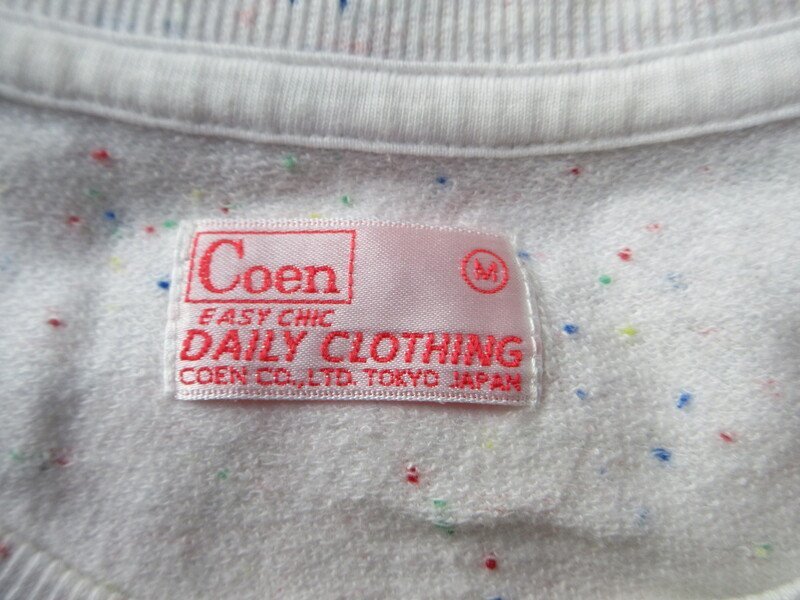 Coen
M
EASY CHIC
DAILY CLOTHING
COEN CO.,LTD. TOKYO JAPAN